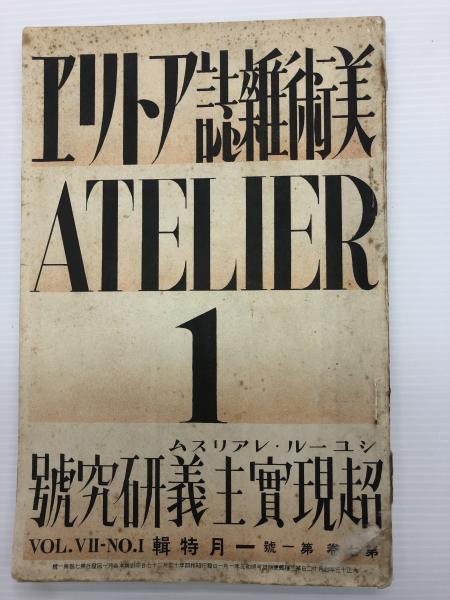 美術雜誌アトリヱ
ATELIER
1
シユール・レアリスム
超現實主義研究號
第七卷第一號 一月特輯 VOL.VII-NO.I